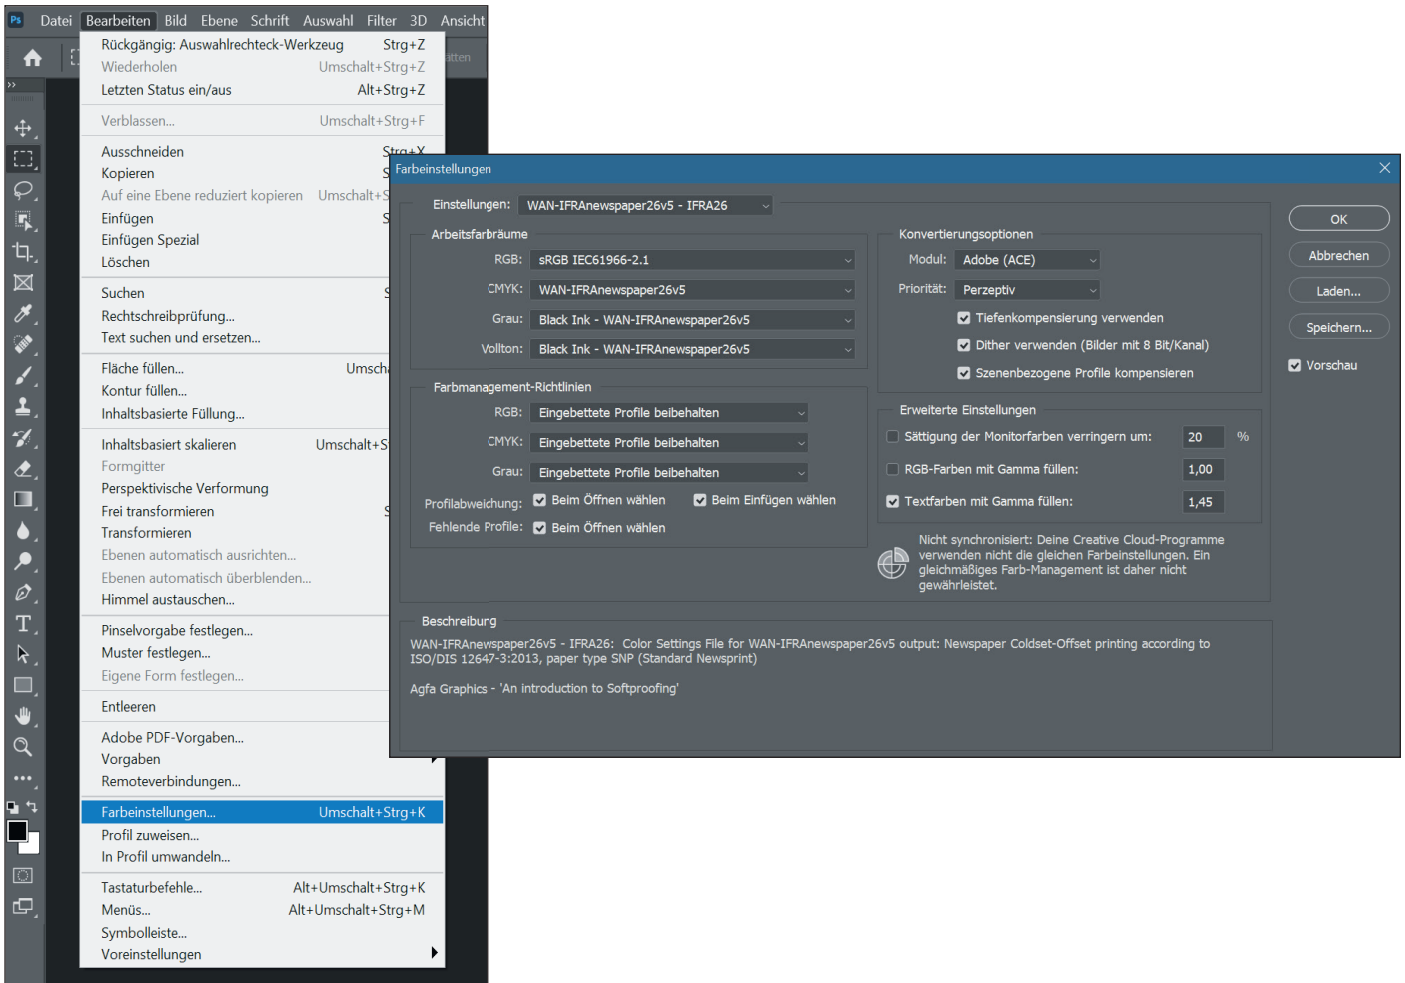 Ps Datei Bearbeiten Bild Ebene Schrift Auswahl Filter 3D Ansicht
Rückgängig: Auswahlrechteck-Werkzeug Strg+Z
Wiederholen Umschalt+Strg+Z
Letzten Status ein/aus Alt+Strg+Z
Verblassen... Umschalt+Strg+F
Ausschneiden Strg+X
Kopieren S
Auf eine Ebene reduziert kopieren Umschalt+S
Einfügen S
Einfügen Spezial
Löschen
Suchen S
Rechtschreibprüfung...
Text suchen und ersetzen...
Fläche füllen... Umscha
Kontur füllen...
Inhaltsbasierte Füllung...
Inhaltsbasiert skalieren Umschalt+S
Formgitter
Perspektivische Verformung
Frei transformieren S
Transformieren
Ebenen automatisch ausrichten...
Ebenen automatisch überblenden...
Himmel austauschen...
Pinselvorgabe festlegen...
Muster festlegen...
Eigene Form festlegen...
Entleeren
Adobe PDF-Vorgaben...
Vorgaben
Remoteverbindungen...
Farbeinstellungen... Umschalt+Strg+K
Profil zuweisen...
In Profil umwandeln...
Tastaturbefehle... Alt+Umschalt+Strg+K
Menüs... Alt+Umschalt+Strg+M
Symbolleiste...
Voreinstellungen
Farbeinstellungen
Einstellungen: WAN-IFRAnewspaper26v5 - IFRA26
Arbeitsfarbräume
RGB: sRGB IEC61966-2.1
CMYK: WAN-IFRAnewspaper26v5
Grau: Black Ink - WAN-IFRAnewspaper26v5
Vollton: Black Ink - WAN-IFRAnewspaper26v5
Farbmanagement-Richtlinien
RGB: Eingebettete Profile beibehalten
CMYK: Eingebettete Profile beibehalten
Grau: Eingebettete Profile beibehalten
Profilabweichung: Beim Öffnen wählen Beim Einfügen wählen
Fehlende Profile: Beim Öffnen wählen
Konvertierungsoptionen
Modul: Adobe (ACE)
Priorität: Perzeptiv
Tiefenkompensierung verwenden
Dither verwenden (Bilder mit 8 Bit/Kanal)
Szenenbezogene Profile kompensieren
Erweiterte Einstellungen
Sättigung der Monitorfarben verringern um: 20 %
RGB-Farben mit Gamma füllen: 1,00
Textfarben mit Gamma füllen: 1,45
Nicht synchronisiert: Deine Creative Cloud-Programme
verwenden nicht die gleichen Farbeinstellungen. Ein
gleichmäßiges Farb-Management ist daher nicht
gewährleistet.
OK
Abbrechen
Laden...
Speichern...
Vorschau
Beschreibung
WAN-IFRAnewspaper26v5 - IFRA26: Color Settings File for WAN-IFRAnewspaper26v5 output: Newspaper Coldset-Offset printing according to
ISO/DIS 12647-3:2013, paper type SNP (Standard Newsprint)
Agfa Graphics - 'An introduction to Softproofing'